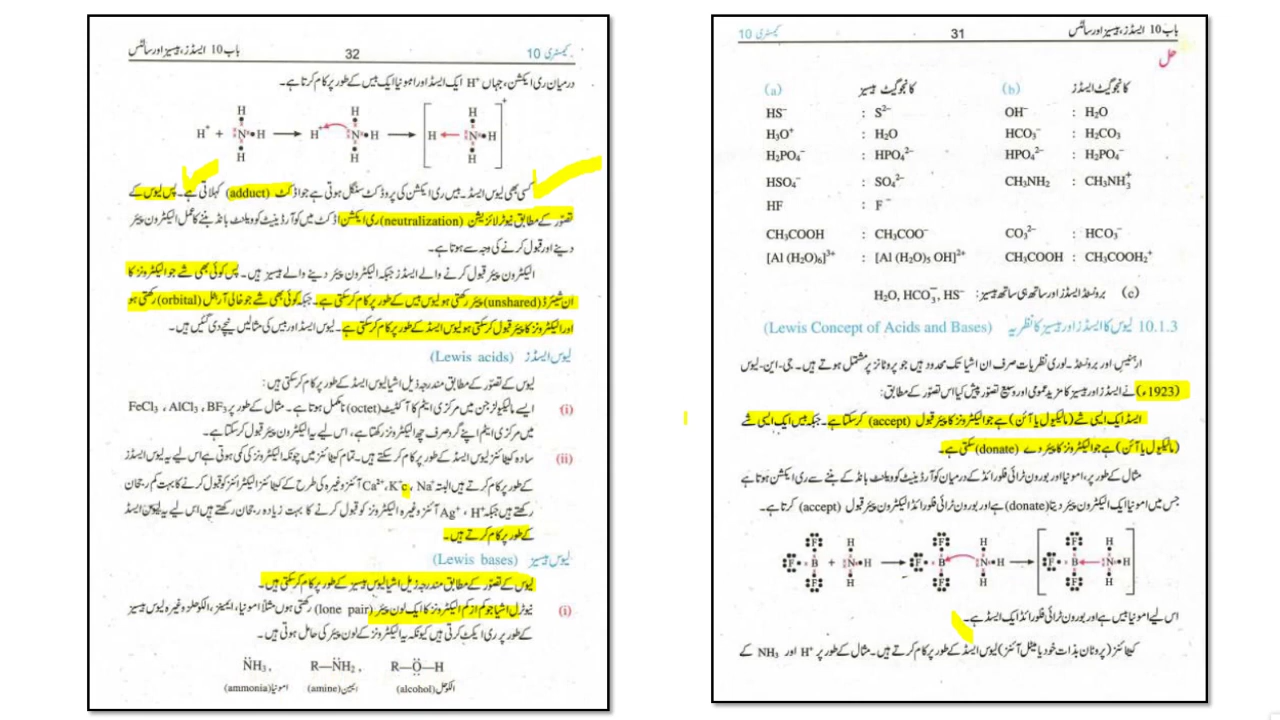 باب 10 ایسڈز، بیسز اور سالٹس 31 کیمسٹری 10
حل
(a) کانجوگیٹ بیسز (b) کانجوگیٹ ایسڈز
HS⁻ : S²⁻ OH⁻ : H₂O
H₃O⁺ : H₂O HCO₃⁻ : H₂CO₃
H₂PO₄⁻ : HPO₄²⁻ HPO₄²⁻ : H₂PO₄⁻
HSO₄⁻ : SO₄²⁻ CH₃NH₂ : CH₃NH₃⁺
HF : F⁻
CH₃COOH : CH₃COO⁻ CO₃²⁻ : HCO₃⁻
[Al (H₂O)₆]³⁺ : [Al (H₂O)₅ OH]²⁺ CH₃COOH : CH₃COOH₂⁺
(c) برونسٹڈ ایسڈز اور ساتھ ہی ساتھ بیسز: H₂O, HCO₃⁻, HS⁻
10.1.3 لیوس کا ایسڈز اور بیسز کا نظریہ (Lewis Concept of Acids and Bases)
ارہینیس اور برونسٹڈ۔ لوری نظریات صرف ان اشیا تک محدود ہیں جو پروٹانز پر مشتمل ہوتے ہیں۔ جی۔این۔لیوس
(1923ء) نے ایسڈز اور بیسز کا مزید عمومی اور وسیع تصور پیش کیا اس تصور کے مطابق:
ایسڈ ایک ایسی شے (مالیکیول یا آئن) ہے جو الیکٹرونز کا پیئر قبول (accept) کر سکتا ہے۔ جبکہ بیس ایک ایسی شے
(مالیکیول یا آئن) ہے جو الیکٹرونز کا پیئر دے (donate) سکتی ہے۔
مثال کے طور پر، امونیا اور بورون ٹرائی فلورائڈ کے درمیان کوآرڈینیٹ کوویلنٹ بانڈ کے بننے سے ری ایکشن ہوتا ہے
جس میں امونیا ایک الیکٹرون پیئر دیتا (donate) ہے اور بورون ٹرائی فلورائڈ الیکٹرون پیئر قبول (accept) کرتا ہے۔
F H F H F H
F B + N H F B N H F B N H
F H F H F H
اس لیے امونیا بیس ہے اور بورون ٹرائی فلورائڈ ایک ایسڈ ہے۔
کیٹائنز (پروٹان بذات خود یا میٹل آئنز) لیوس ایسڈ کے طور پر کام کرتے ہیں۔ مثال کے طور پر H⁺ اور NH₃ کے
باب 10 ایسڈز، بیسز اور سالٹس 32 کیمسٹری 10
درمیان ری ایکشن، جہاں H⁺ ایک ایسڈ اور امونیا ایک بیس کے طور پر کام کرتا ہے۔
H H H
H⁺ + N H H⁺ N H H N H +
H H H
کسی بھی لیوس ایسڈ۔ بیس ری ایکشن کی پروڈکٹ سنگل ہوتی ہے جو اڈکٹ (adduct) کہلاتی ہے۔ پس لیوس کے
تصور کے مطابق نیوٹرلائزیشن (neutralization) ری ایکشن اڈکٹ میں کوآرڈینیٹ کوویلنٹ بانڈ بننے کا عمل الیکٹرون پیئر
دینے اور قبول کرنے کی وجہ سے ہوتا ہے۔
الیکٹرون پیئر قبول کرنے والے ایسڈز جبکہ الیکٹرون پیئر دینے والے بیسز ہیں۔ پس کوئی بھی شے جو الیکٹرونز کا
ان شیئرڈ (unshared) پیئر رکھتی ہو لیوس بیس کے طور پر کام کر سکتی ہے۔ جبکہ کوئی بھی شے جو خالی آربٹل (orbital) رکھتی ہو
اور الیکٹرونز کا پیئر قبول کر سکتی ہو لیوس ایسڈ کے طور پر کام کر سکتی ہے۔ لیوس ایسڈ اور بیس کی مثالیں نیچے دی گئیں ہیں۔
لیوس ایسڈز (Lewis acids)
لیوس کے تصور کے مطابق مندرجہ ذیل اشیا لیوس ایسڈ کے طور پر کام کر سکتی ہیں:
(i) ایسے مالیکیولز جن میں مرکزی ایٹم کا آکٹیٹ (octet) نامکمل ہوتا ہے۔ مثال کے طور پر BF₃ ، AlCl₃ ، FeCl₃
میں مرکزی ایٹم اپنے گرد صرف چھ الیکٹرونز رکھتا ہے، اس لیے یہ الیکٹرون پیئر قبول کر سکتا ہے۔
(ii) سادہ کیٹائنز لیوس ایسڈ کے طور پر کام کر سکتے ہیں۔ تمام کیٹائنز میں چونکہ الیکٹرونز کی کمی ہوتی ہے اس لیے یہ لیوس ایسڈز
کے طور پر کام کرتے ہیں البتہ Na⁺ ، K⁺ ، Ca²⁺ آئنز وغیرہ کی طرح کے کیٹائنز الیکٹرانز کو قبول کرنے کا بہت کم رجحان
رکھتے ہیں جبکہ H⁺ ، Ag⁺ آئنز وغیرہ الیکٹرونز کو قبول کرنے کا بہت زیادہ رجحان رکھتے ہیں اس لیے یہ لیوس ایسڈ
کے طور پر کام کرتے ہیں۔
لیوس بیسز (Lewis bases)
لیوس کے تصور کے مطابق مندرجہ ذیل اشیا لیوس بیسز کے طور پر کام کر سکتی ہیں۔
(i) نیوٹرل اشیا جو کم از کم الیکٹرونز کا ایک لون پیئر (lone pair) رکھتی ہوں مثلاً امونیا، ایمینز، الکوحلز وغیرہ لیوس بیسز
کے طور پر ری ایکٹ کرتی ہیں کیونکہ یہ الیکٹرونز کے لون پیئر کی حامل ہوتی ہیں۔
NH₃, R—NH₂, R—O—H
(ammonia) امونیا (amine) ایمین (alcohol) الکوحل